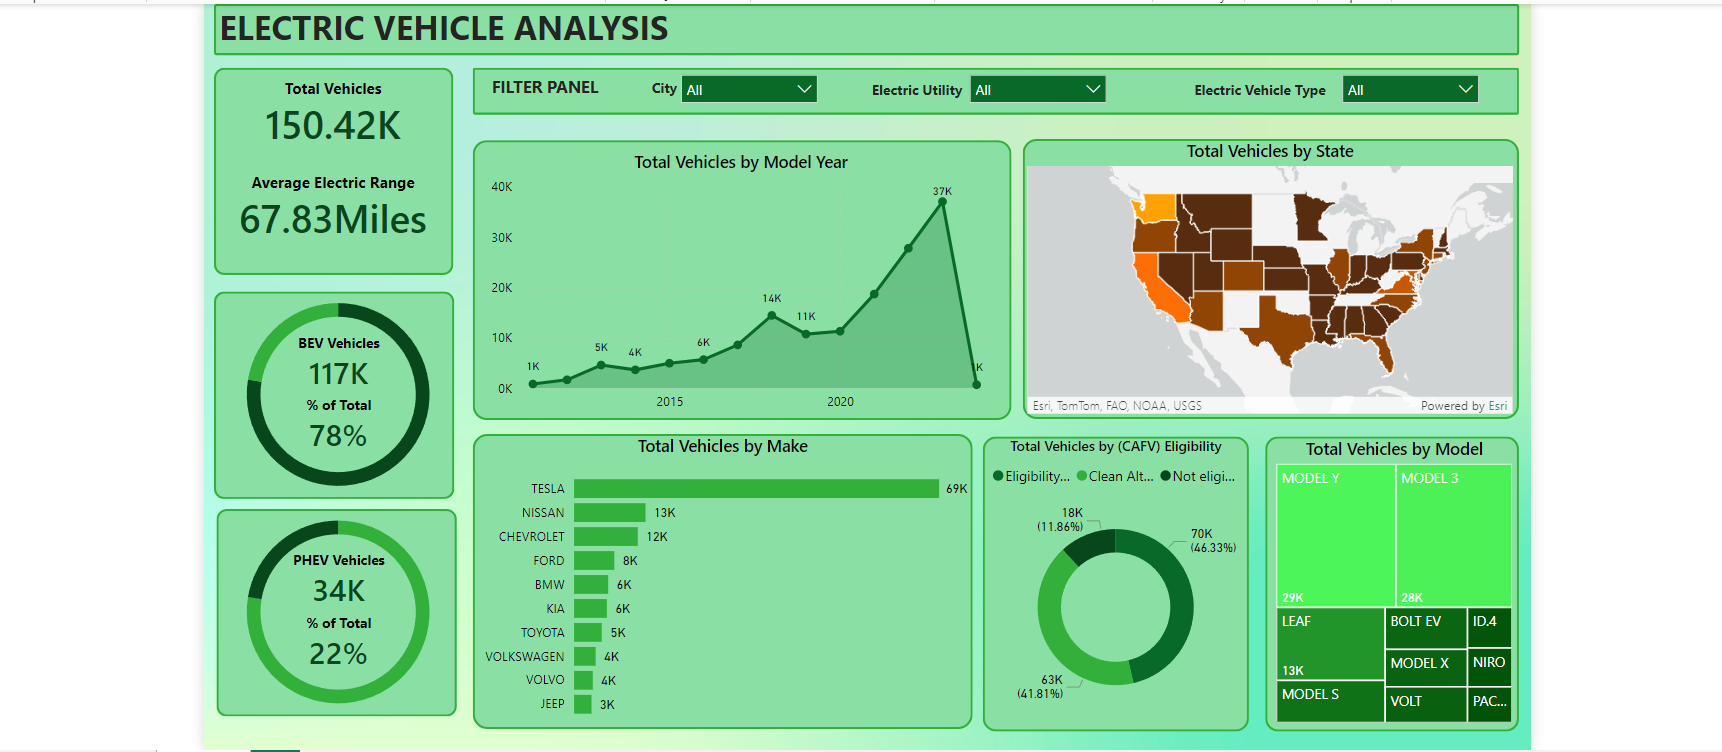 ELECTRIC VEHICLE ANALYSIS
Total Vehicles
150.42K
Average Electric Range
67.83Miles
FILTER PANEL
City
All
Electric Utility
All
Electric Vehicle Type
All
BEV Vehicles
117K
% of Total
78%
PHEV Vehicles
34K
% of Total
22%
Total Vehicles by Model Year
40K
30K
20K
10K
0K
1K
5K
4K
6K
14K
11K
37K
2015
2020
Total Vehicles by State
Esri, TomTom, FAO, NOAA, USGS
Powered by Esri
Total Vehicles by Make
TESLA 69K
NISSAN 13K
CHEVROLET 12K
FORD 8K
BMW 6K
KIA 6K
TOYOTA 5K
VOLKSWAGEN 4K
VOLVO 4K
JEEP 3K
Total Vehicles by (CAFV) Eligibility
Eligibility... Clean Alt... Not eligi...
18K
(11.86%)
70K
(46.33%)
63K
(41.81%)
Total Vehicles by Model
MODEL Y
29K
MODEL 3
28K
LEAF
13K
MODEL S
BOLT EV
MODEL X
VOLT
ID.4
NIRO
PAC...